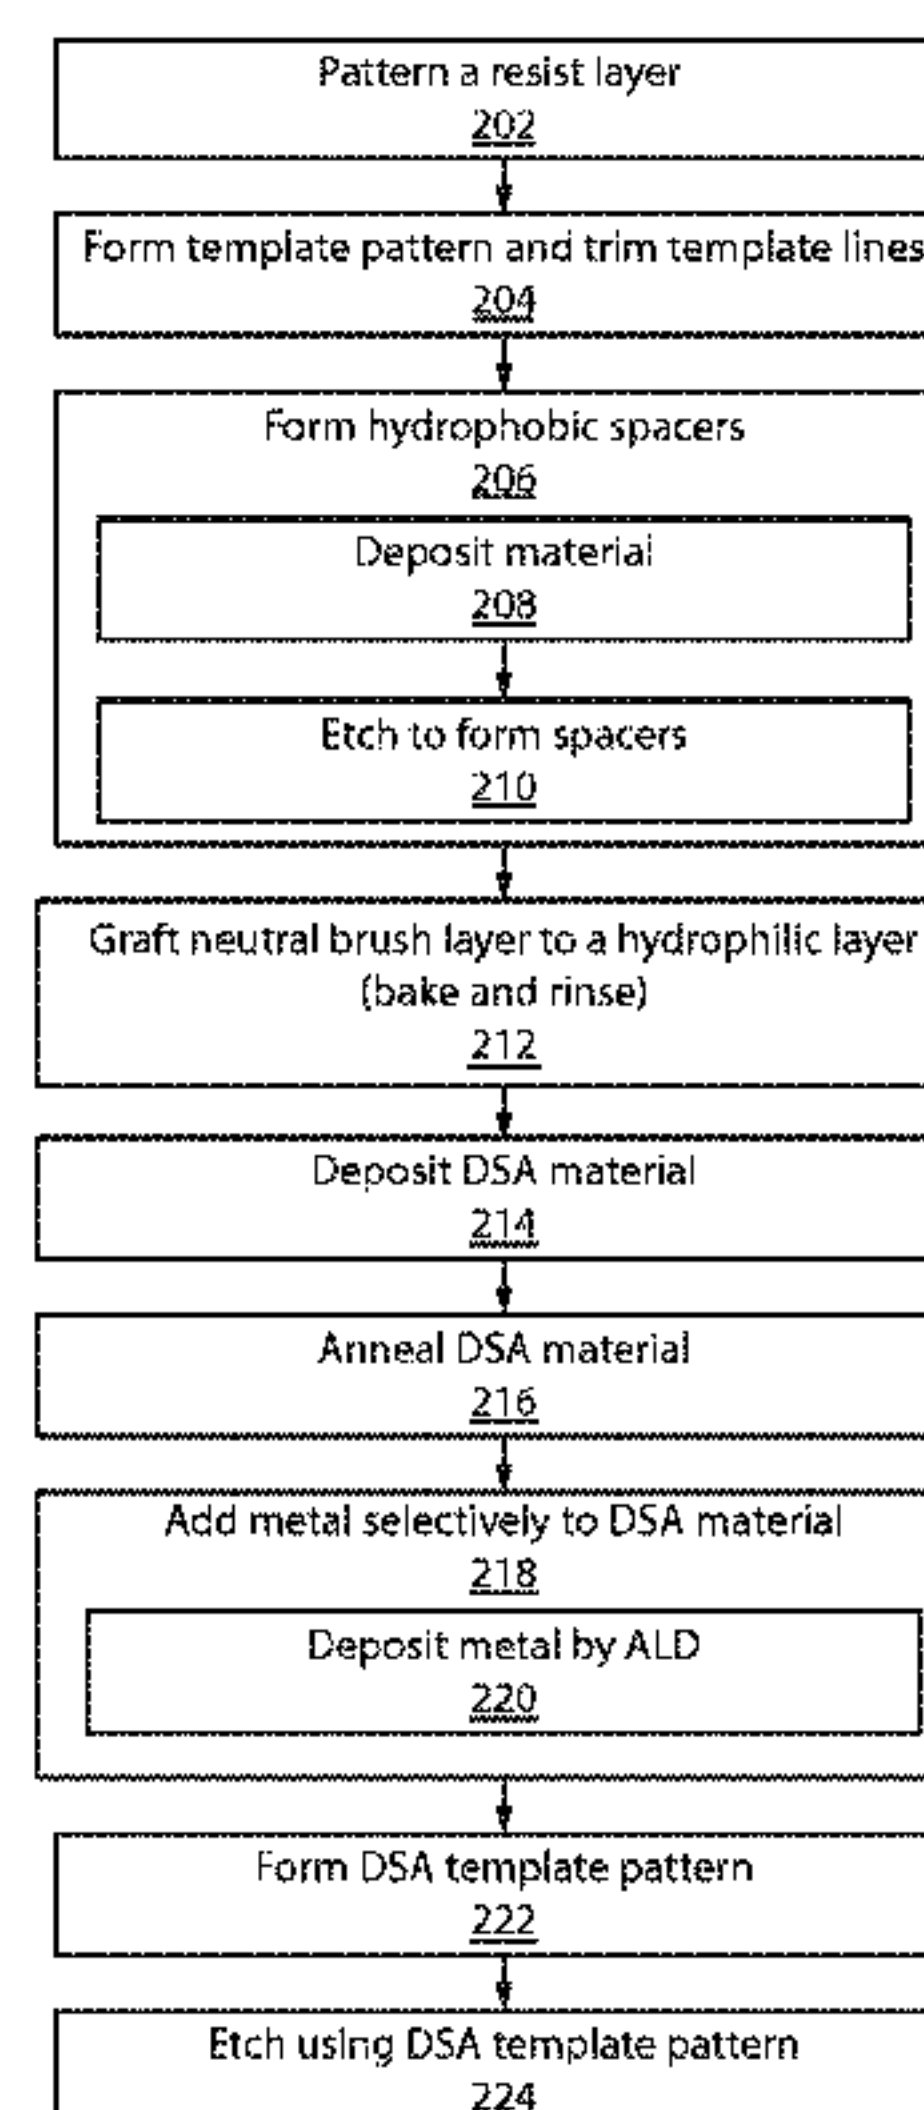 Pattern a resist layer
202
Form template pattern and trim template lines
204
Form hydrophobic spacers
206
Deposit material
208
Etch to form spacers
210
Graft neutral brush layer to a hydrophilic layer
(bake and rinse)
212
Deposit DSA material
214
Anneal DSA material
216
Add metal selectively to DSA material
218
Deposit metal by ALD
220
Form DSA template pattern
222
Etch using DSA template pattern
224